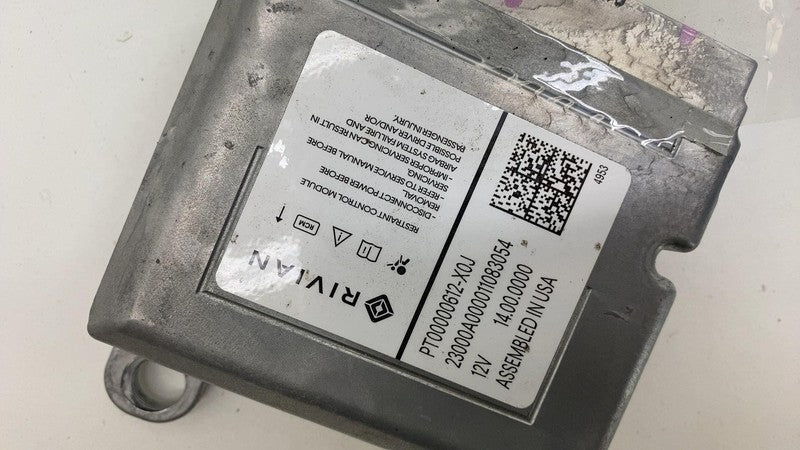 RIVIAN
RCM
RESTRAINT CONTROL MODULE
- DISCONNECT POWER BEFORE
REMOVAL.
- REFER TO SERVICE MANUAL BEFORE
SERVICING.
- IMPROPER SERVICING CAN RESULT IN
AIRBAG SYSTEM FAILURE AND
POSSIBLE DRIVER AND/OR
PASSENGER INJURY.
PT00000612-X0J
23000A000011083054
12V 14.00.0000
ASSEMBLED IN USA
4953